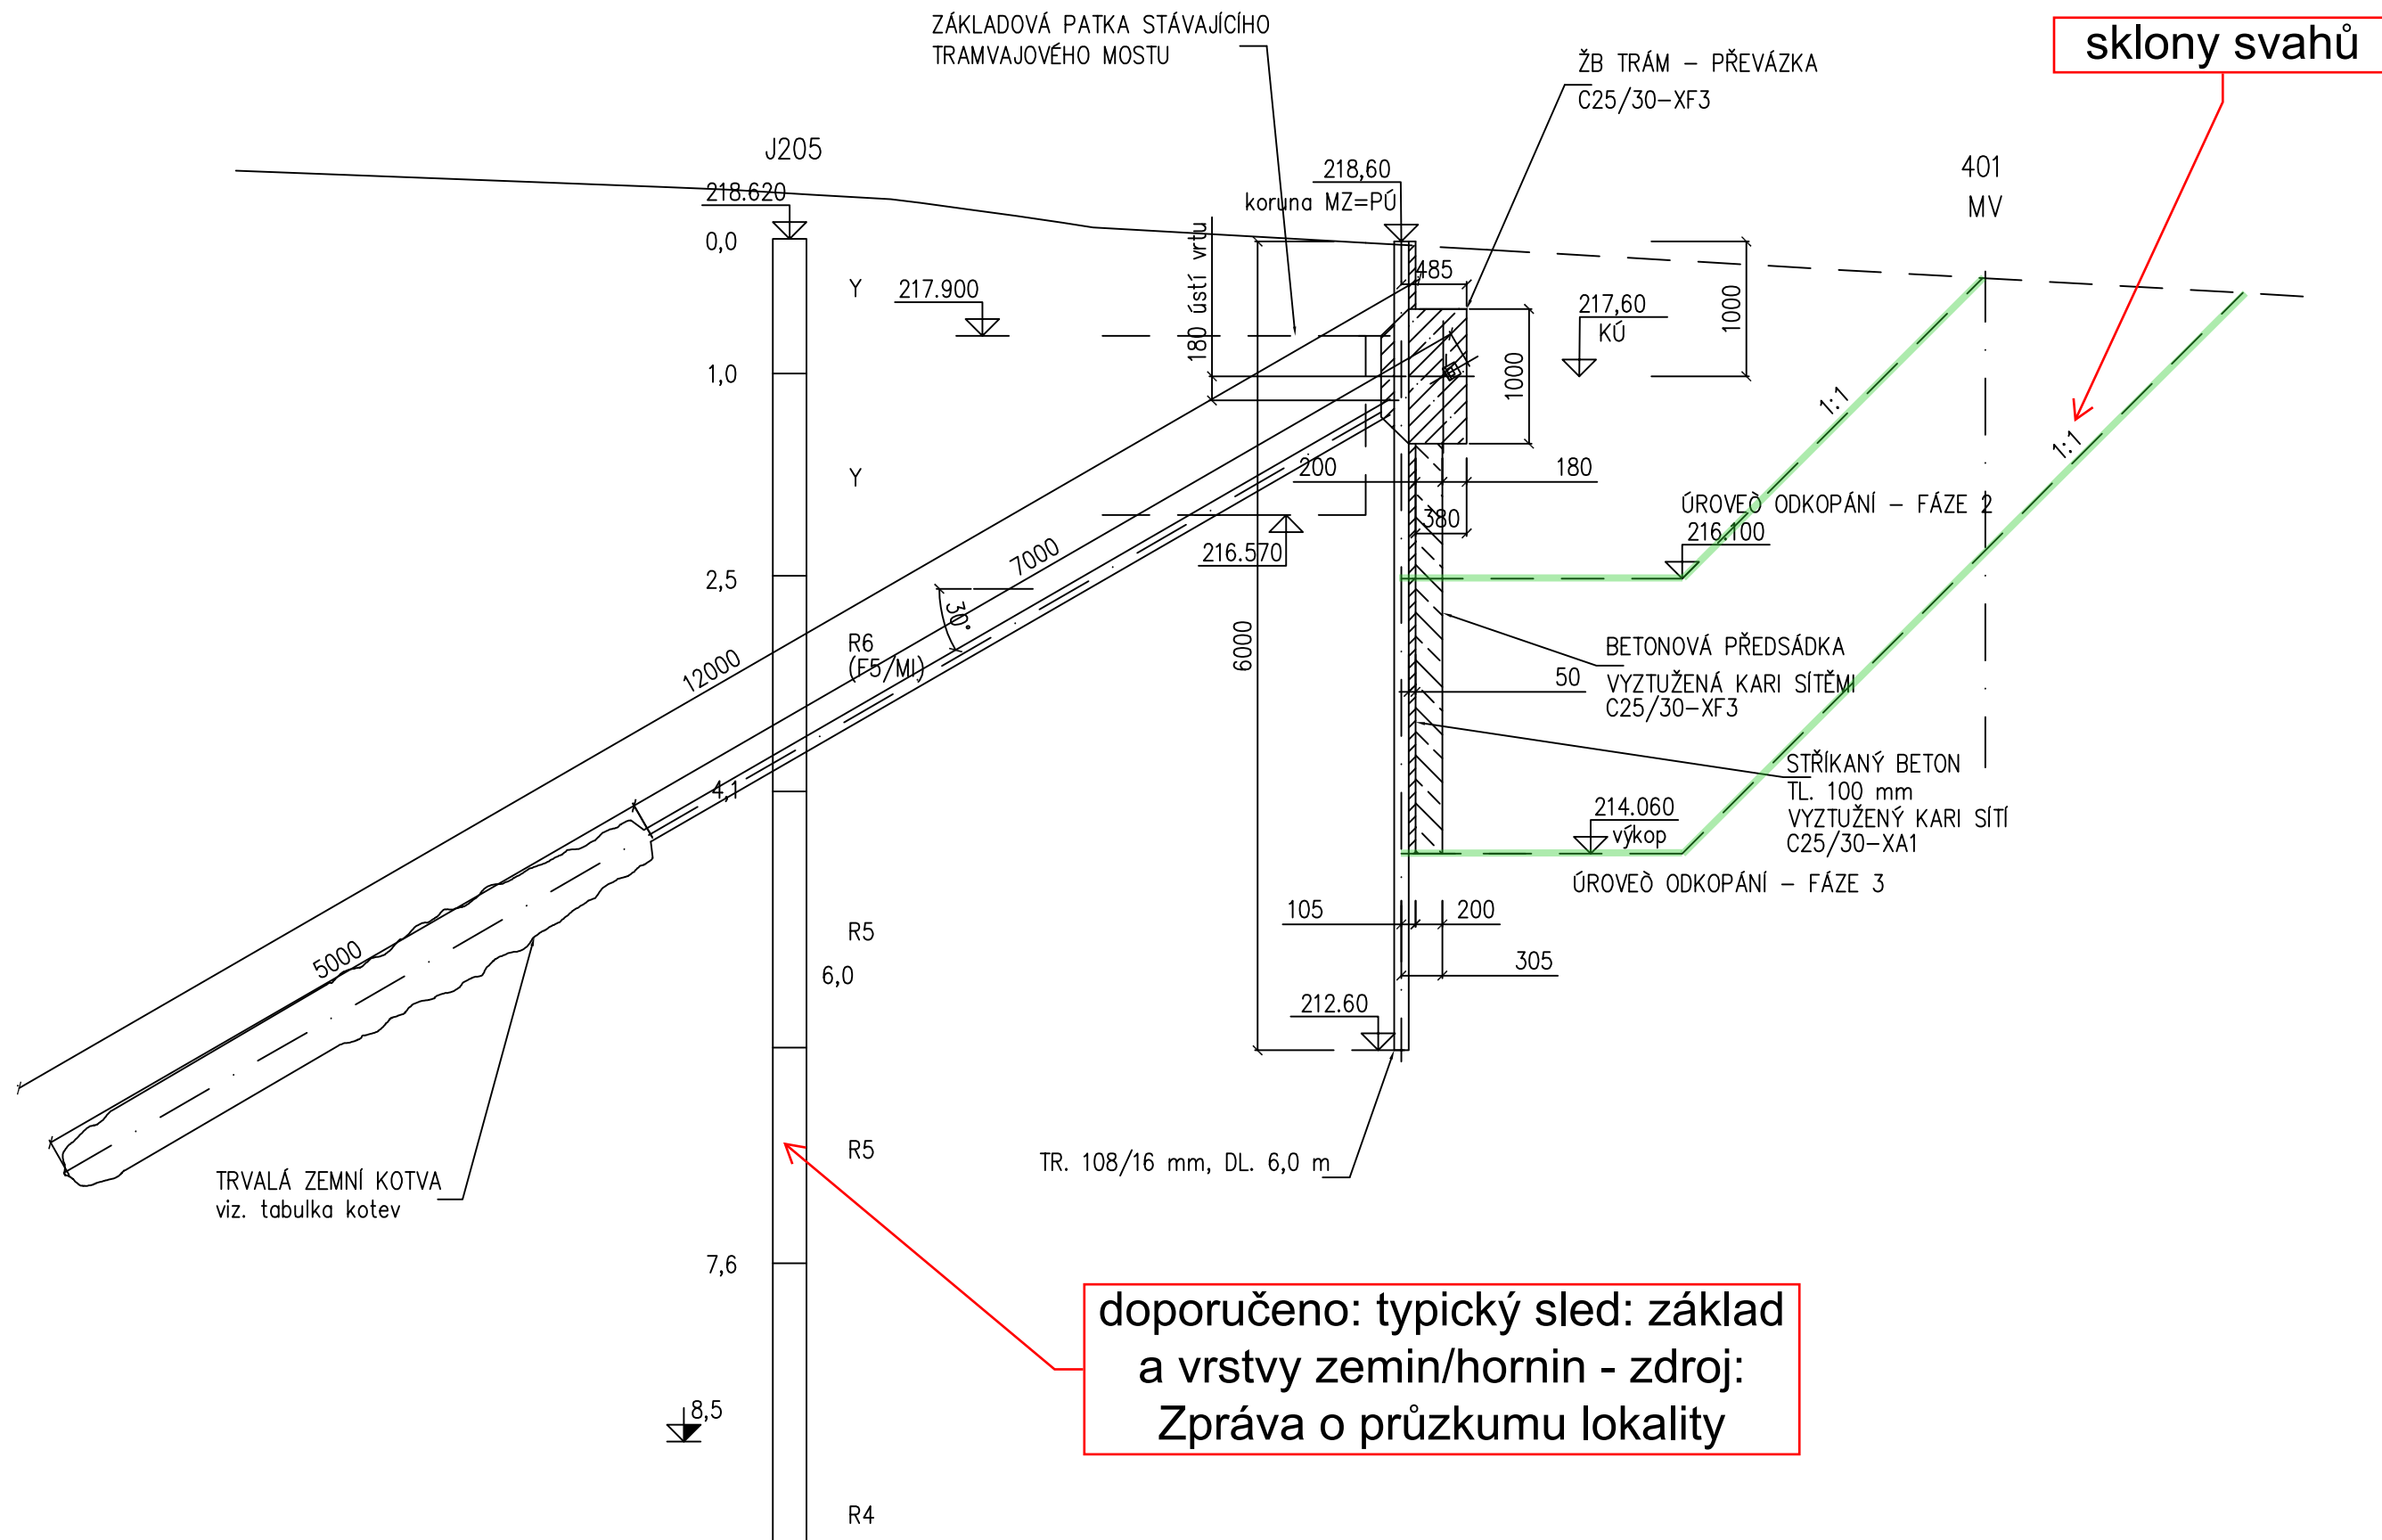 ZÁKLADOVÁ PATKA STÁVAJÍCÍHO
TRAMVAJOVÉHO MOSTU
sklony svahů
ŽB TRÁM – PŘEVÁZKA
C25/30–XF3
J205
218.620
218,60
koruna MZ=PÚ
401
MV
0,0
Y
217.900
180 ústí vrtu
485
217,60
KÚ
1000
1000
1,0
1:1
1:1
Y
200
180
380
ÚROVEÒ ODKOPÁNÍ – FÁZE 2
216.100
216.570
2,5
7000
30°
6000
R6
(F5/MI)
12000
BETONOVÁ PŘEDSÁDKA
VYZTUŽENÁ KARI SÍTĚMI
C25/30–XF3
50
STŘÍKANÝ BETON
TL. 100 mm
VYZTUŽENÝ KARI SÍTÍ
C25/30–XA1
4,1
214.060
výkop
ÚROVEÒ ODKOPÁNÍ – FÁZE 3
105
200
R5
5000
305
6,0
212.60
R5
TR. 108/16 mm, DL. 6,0 m
TRVALÁ ZEMNÍ KOTVA
viz. tabulka kotev
7,6
doporučeno: typický sled: základ
a vrstvy zemin/hornin - zdroj:
Zpráva o průzkumu lokality
8,5
R4